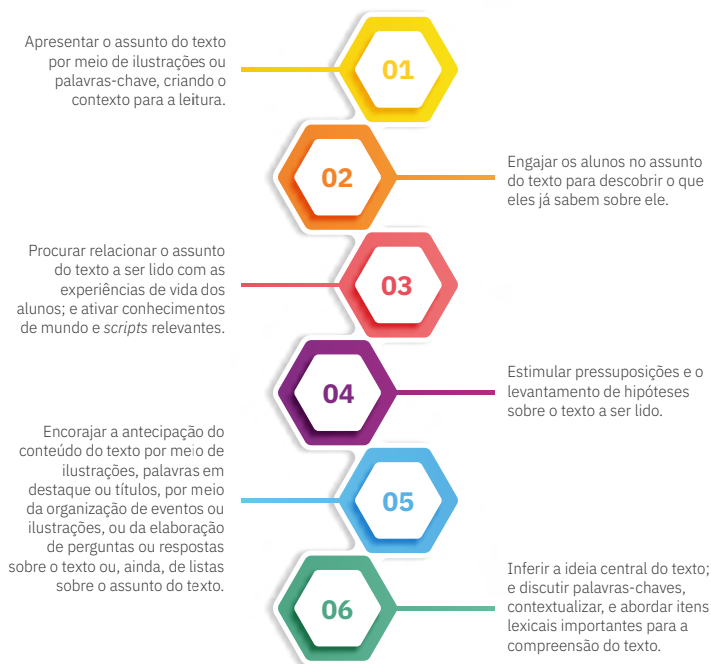 Apresentar o assunto do texto
por meio de ilustrações ou
palavras-chave, criando o
contexto para a leitura.
01
02
Engajar os alunos no assunto
do texto para descobrir o que
eles já sabem sobre ele.
Procurar relacionar o assunto
do texto a ser lido com as
experiências de vida dos
alunos; e ativar conhecimentos
de mundo e scripts relevantes.
03
04
Estimular pressuposições e o
levantamento de hipóteses
sobre o texto a ser lido.
Encorajar a antecipação do
conteúdo do texto por meio de
ilustrações, palavras em
destaque ou títulos, por meio
da organização de eventos ou
ilustrações, ou da elaboração
de perguntas ou respostas
sobre o texto ou, ainda, de listas
sobre o assunto do texto.
05
06
Inferir a ideia central do texto;
e discutir palavras-chaves,
contextualizar, e abordar itens
lexicais importantes para a
compreensão do texto.